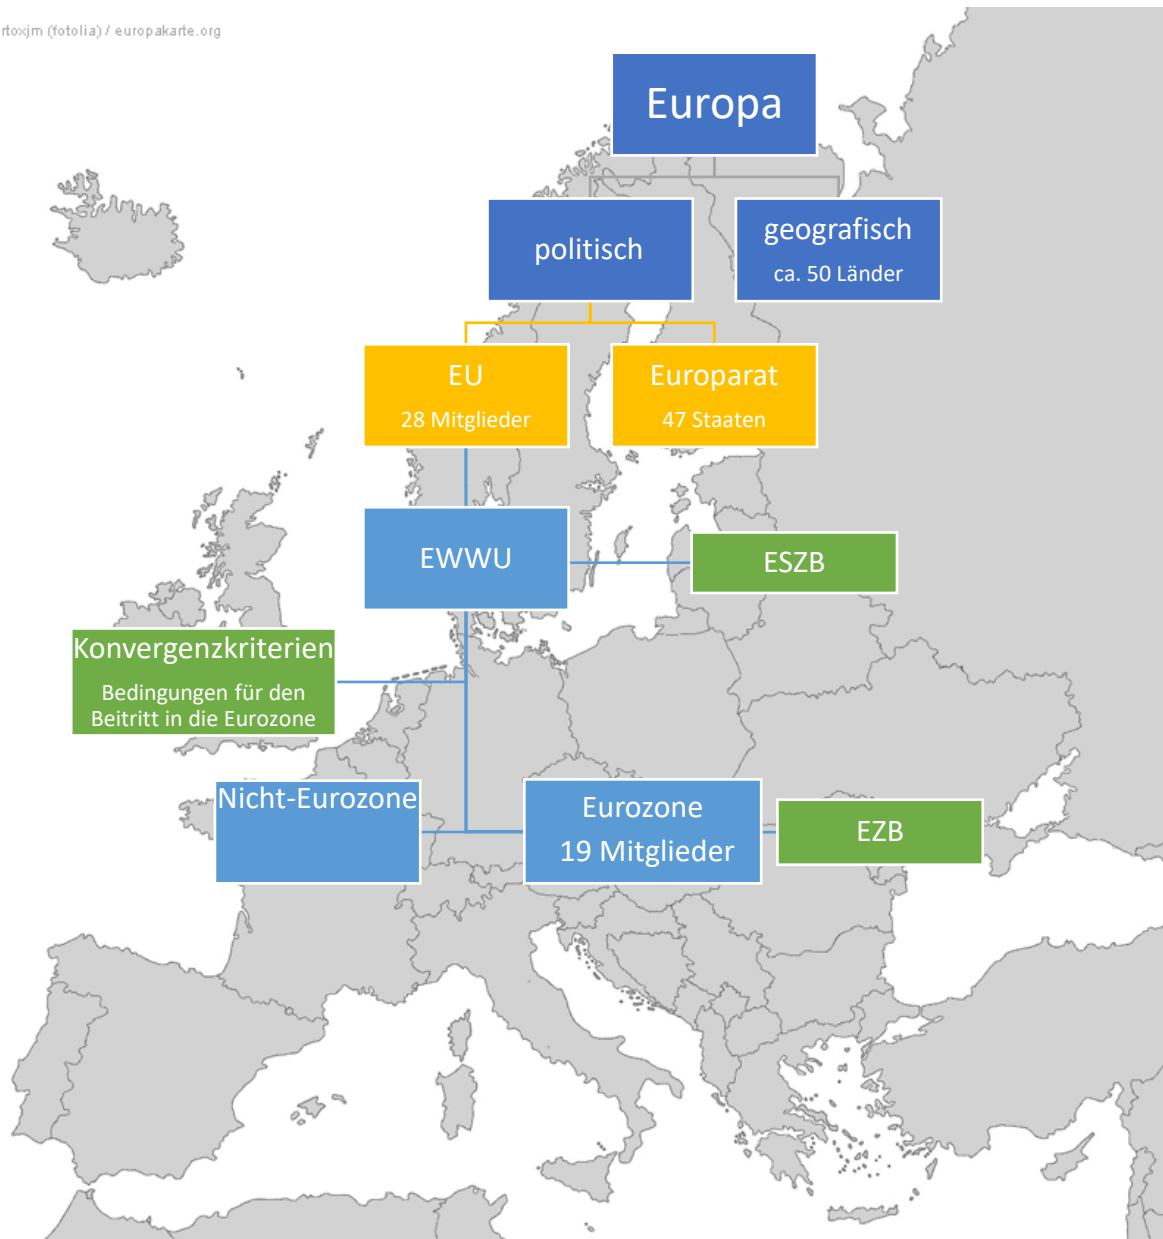 rtoxjm (fotolia) / europakarte.org
Europa
politisch
geografisch
ca. 50 Länder
EU
28 Mitglieder
Europarat
47 Staaten
EWWU
ESZB
Konvergenzkriterien
Bedingungen für den
Beitritt in die Eurozone
Nicht-Eurozone
Eurozone
19 Mitglieder
EZB